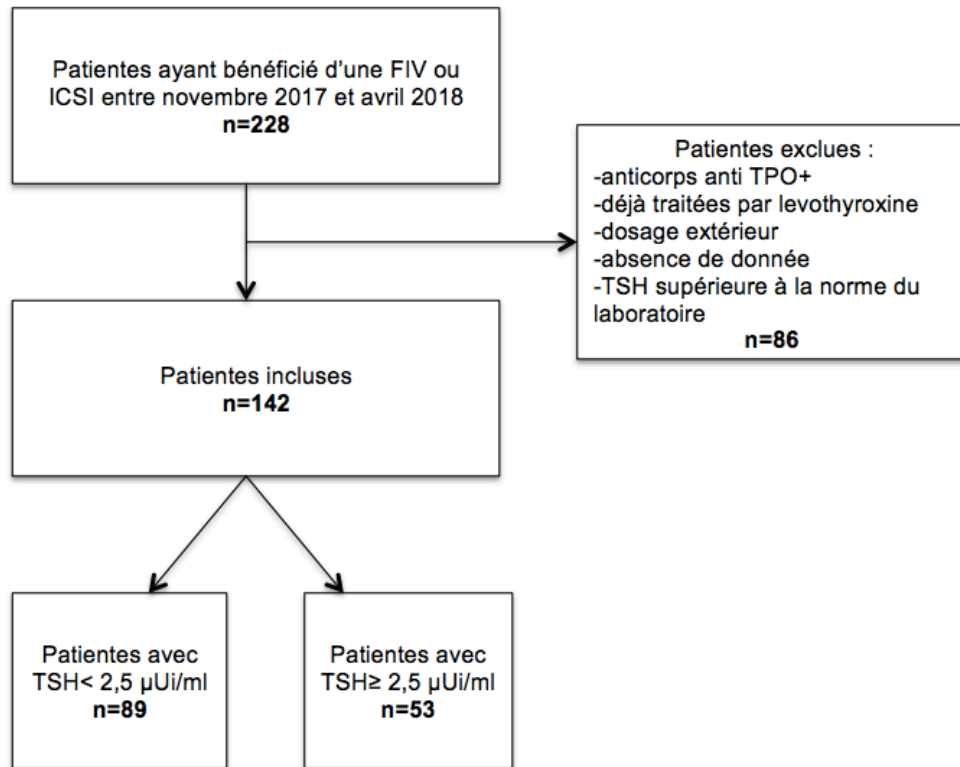 Patientes ayant bénéficié d'une FIV ou
ICSI entre novembre 2017 et avril 2018
n=228
Patientes exclues :
-anticorps anti TPO+
-déjà traitées par levothyroxine
-dosage extérieur
-absence de donnée
-TSH supérieure à la norme du
laboratoire
n=86
Patientes incluses
n=142
Patientes avec
TSH< 2,5 µUi/ml
n=89
Patientes avec
TSH≥ 2,5 µUi/ml
n=53